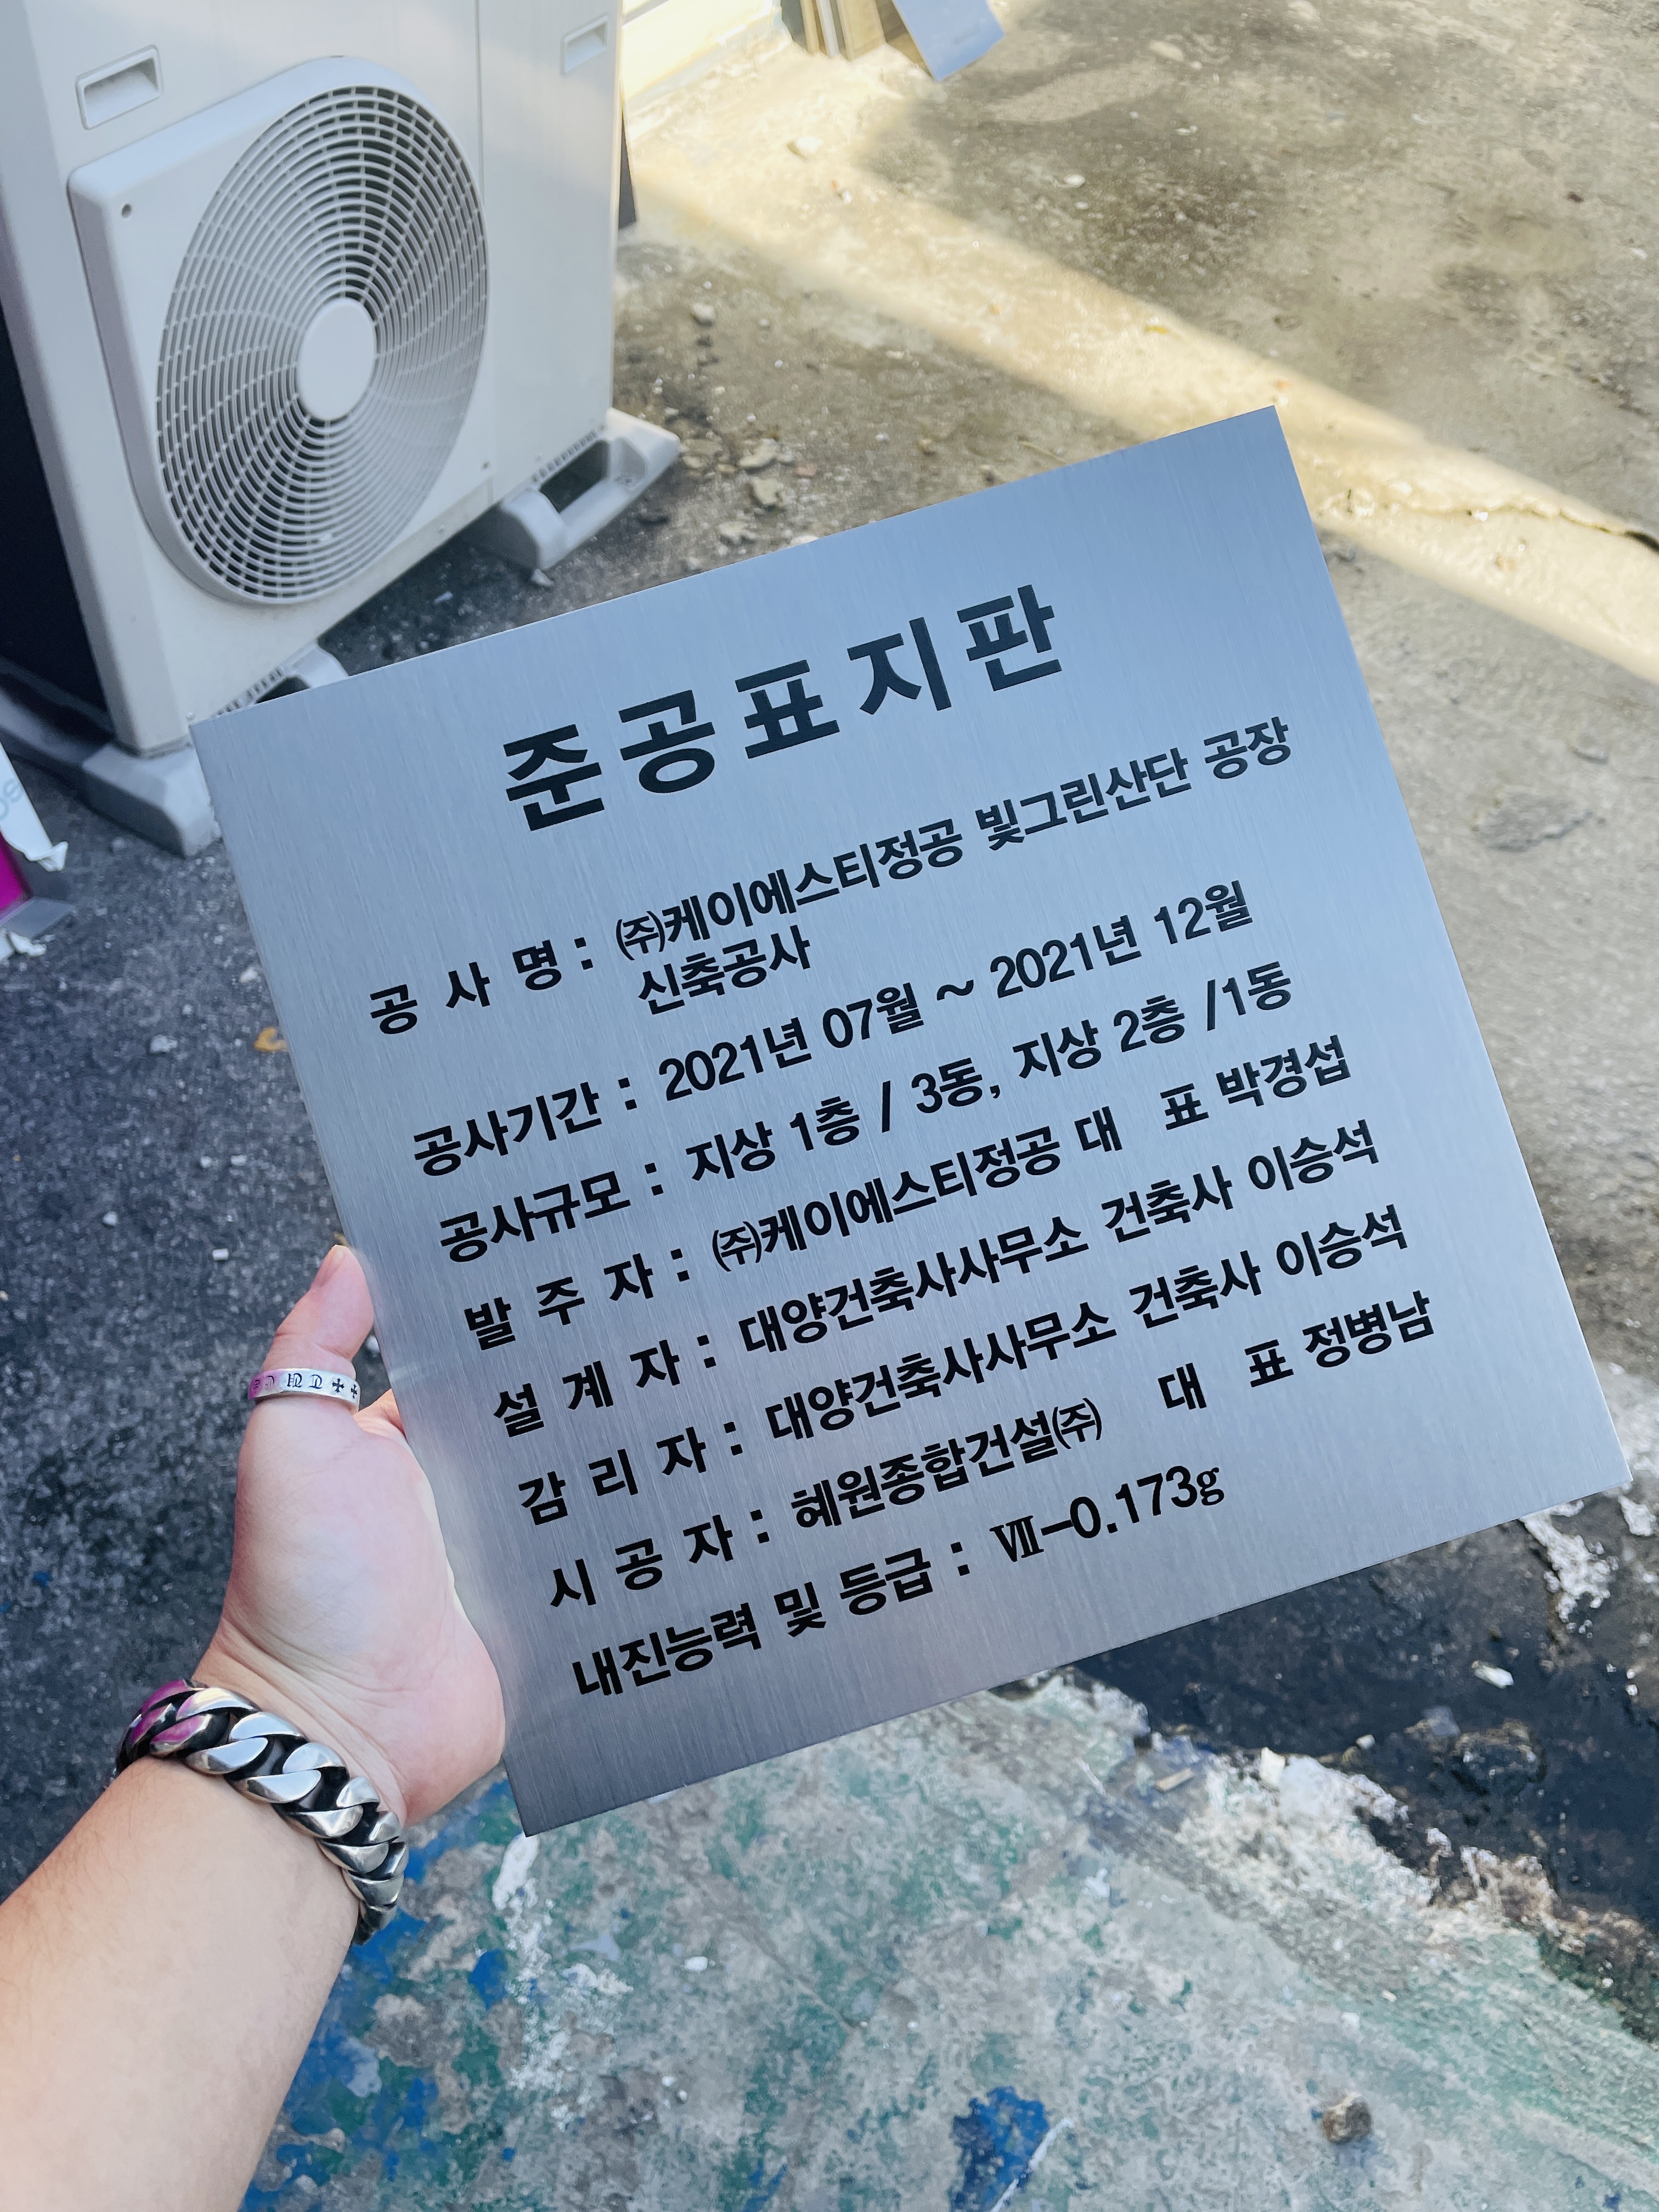 준공표지판
공 사 명 : ㈜케이에스티정공 빛그린산단 공장
신축공사
공사기간 : 2021년 07월 ~ 2021년 12월
공사규모 : 지상 1층 / 3동, 지상 2층 /1동
발 주 자 : ㈜케이에스티정공 대 표 박경섭
설 계 자 : 대양건축사사무소 건축사 이승석
감 리 자 : 대양건축사사무소 건축사 이승석
시 공 자 : 혜원종합건설㈜ 대 표 정병남
내진능력 및 등급 : Ⅶ-0.173g